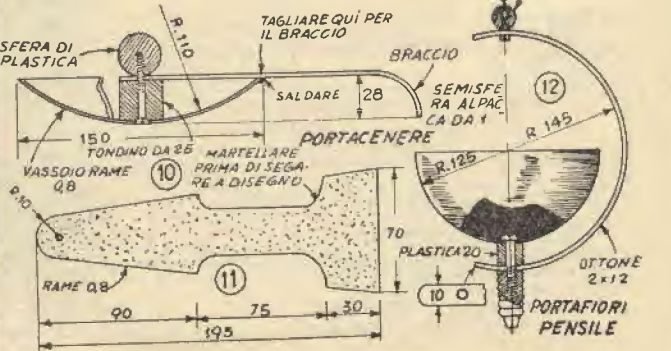 SFERA DI
PLASTICA
R.110
TAGLIARE QUÌ PER
IL BRACCIO
BRACCIO
SALDARE
28
SEMISFE
RA ALPAC
CA DA 1
12
R 145
150
PORTACENERE
TONDINO DA 25
10
MARTELLARE
PRIMA DI SEGA-
RE A DISEGNO
VASSOIO RAME
0,8
R.125
R.10
70
PLASTICA 20
RAME 0,8
11
OTTONE
2x12
10
PORTAFIORI
PENSILE
90
75
30
195